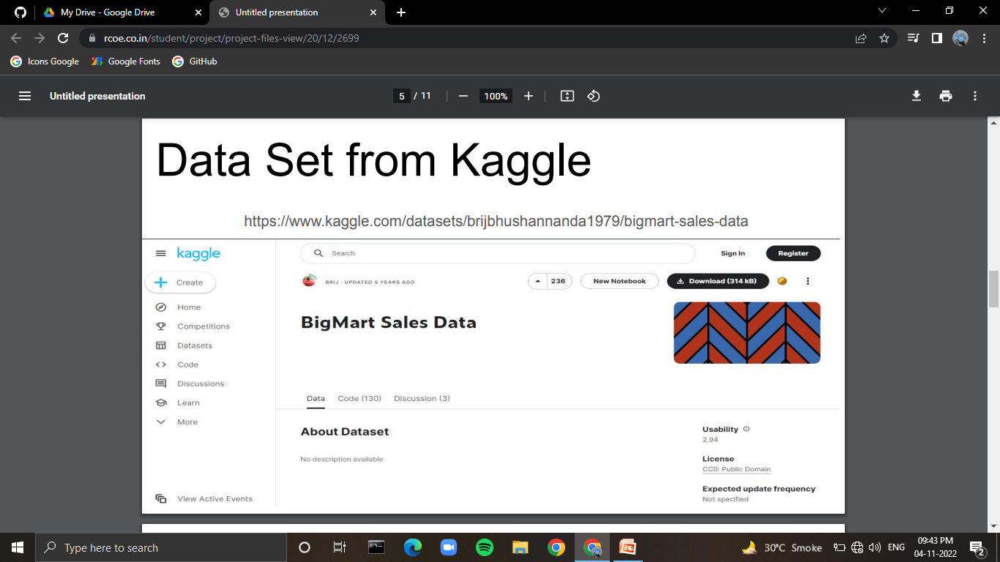 My Drive - Google Drive
Untitled presentation
rcoe.co.in/student/project/project-files-view/20/12/2699
Icons Google
Google Fonts
GitHub
Untitled presentation
5 / 11
100%
Data Set from Kaggle
https://www.kaggle.com/datasets/brijbhushannanda1979/bigmart-sales-data
kaggle
Search
Sign In
Register
Create
BRIJ · UPDATED 5 YEARS AGO
236
New Notebook
Download (314 kB)
Home
Competitions
Datasets
Code
Discussions
Learn
More
View Active Events
BigMart Sales Data
Data
Code (130)
Discussion (3)
About Dataset
No description available
Usability
2.94
License
CC0: Public Domain
Expected update frequency
Not specified
Type here to search
30°C Smoke
ENG
09:43 PM
04-11-2022
2